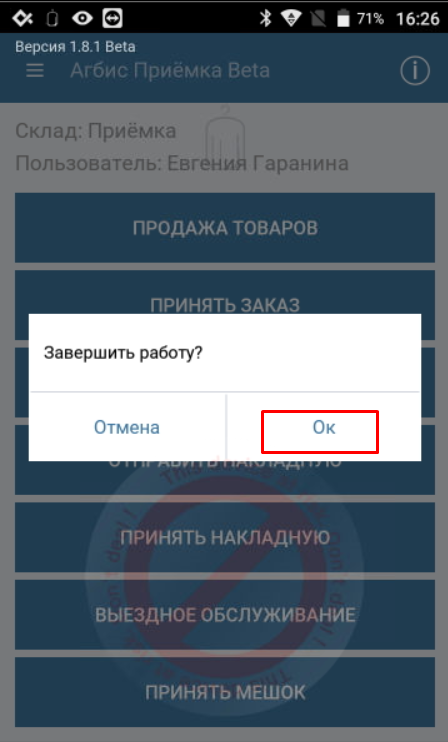 71% 16:26
Версия 1.8.1 Beta
Агбис Приёмка Beta
Склад: Приёмка
Пользователь: Евгения Гаранина
ПРОДАЖА ТОВАРОВ
ПРИНЯТЬ ЗАКАЗ
Завершить работу?
Отмена Ок
ОТПРАВИТЬ НАКЛАДНУЮ
ПРИНЯТЬ НАКЛАДНУЮ
ВЫЕЗДНОЕ ОБСЛУЖИВАНИЕ
ПРИНЯТЬ МЕШОК